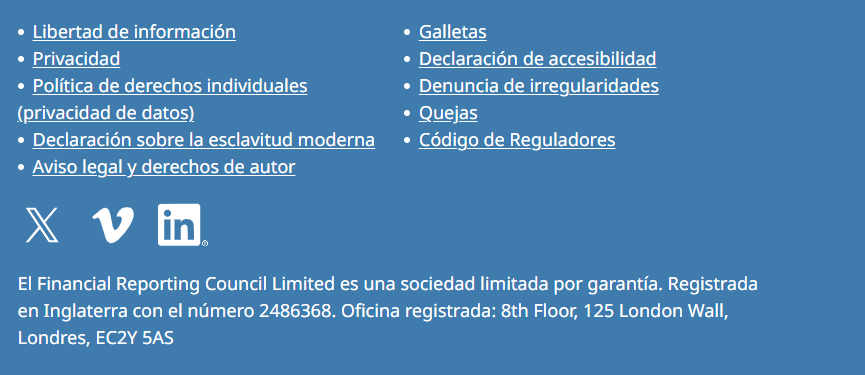 • Libertad de información
• Privacidad
• Política de derechos individuales
(privacidad de datos)
• Declaración sobre la esclavitud moderna
• Aviso legal y derechos de autor
• Galletas
• Declaración de accesibilidad
• Denuncia de irregularidades
• Quejas
• Código de Reguladores
X v in®
El Financial Reporting Council Limited es una sociedad limitada por garantía. Registrada
en Inglaterra con el número 2486368. Oficina registrada: 8th Floor, 125 London Wall,
Londres, EC2Y 5AS